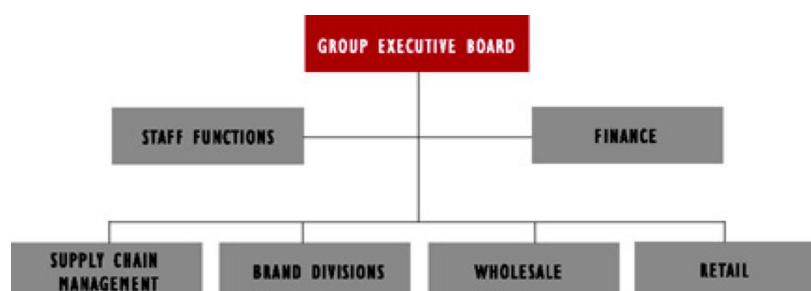 GROUP EXECUTIVE BOARD
STAFF FUNCTIONS
FINANCE
SUPPLY CHAIN
MANAGEMENT
BRAND DIVISIONS
WHOLESALE
RETAIL